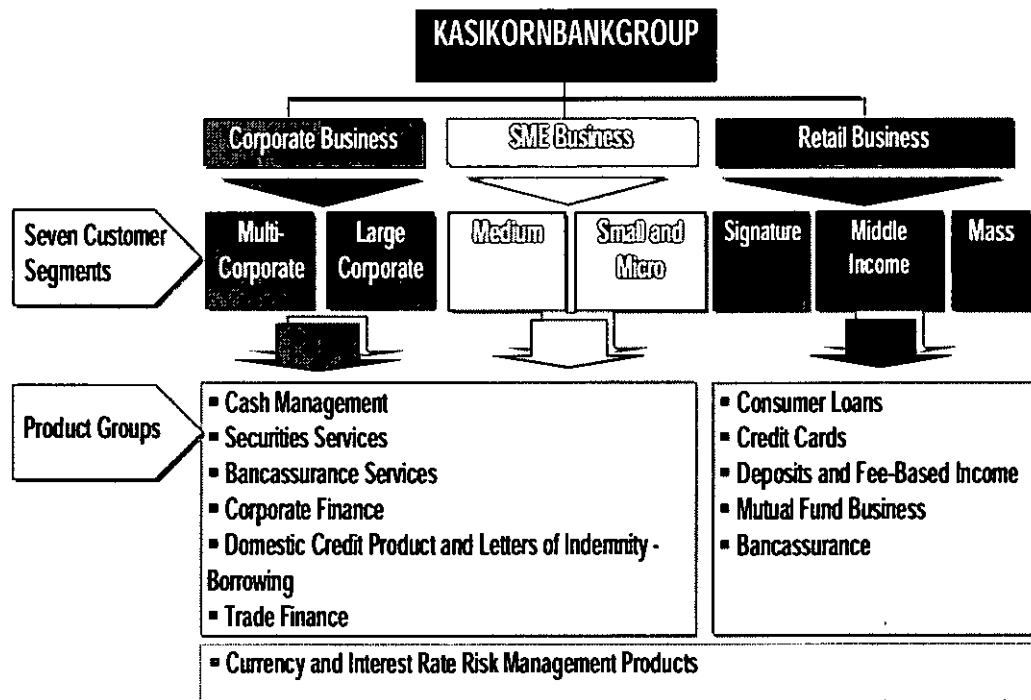 KASIKORNBANKGROUP
Corporate Business
SME Business
Retail Business
Seven Customer
Segments
Multi-
Corporate
Large
Corporate
Medium
Small and
Micro
Signature
Middle
Income
Mass
Product Groups
▪ Cash Management
▪ Securities Services
▪ Bancassurance Services
▪ Corporate Finance
▪ Domestic Credit Product and Letters of Indemnity -
Borrowing
▪ Trade Finance
▪ Consumer Loans
▪ Credit Cards
▪ Deposits and Fee-Based Income
▪ Mutual Fund Business
▪ Bancassurance
▪ Currency and Interest Rate Risk Management Products